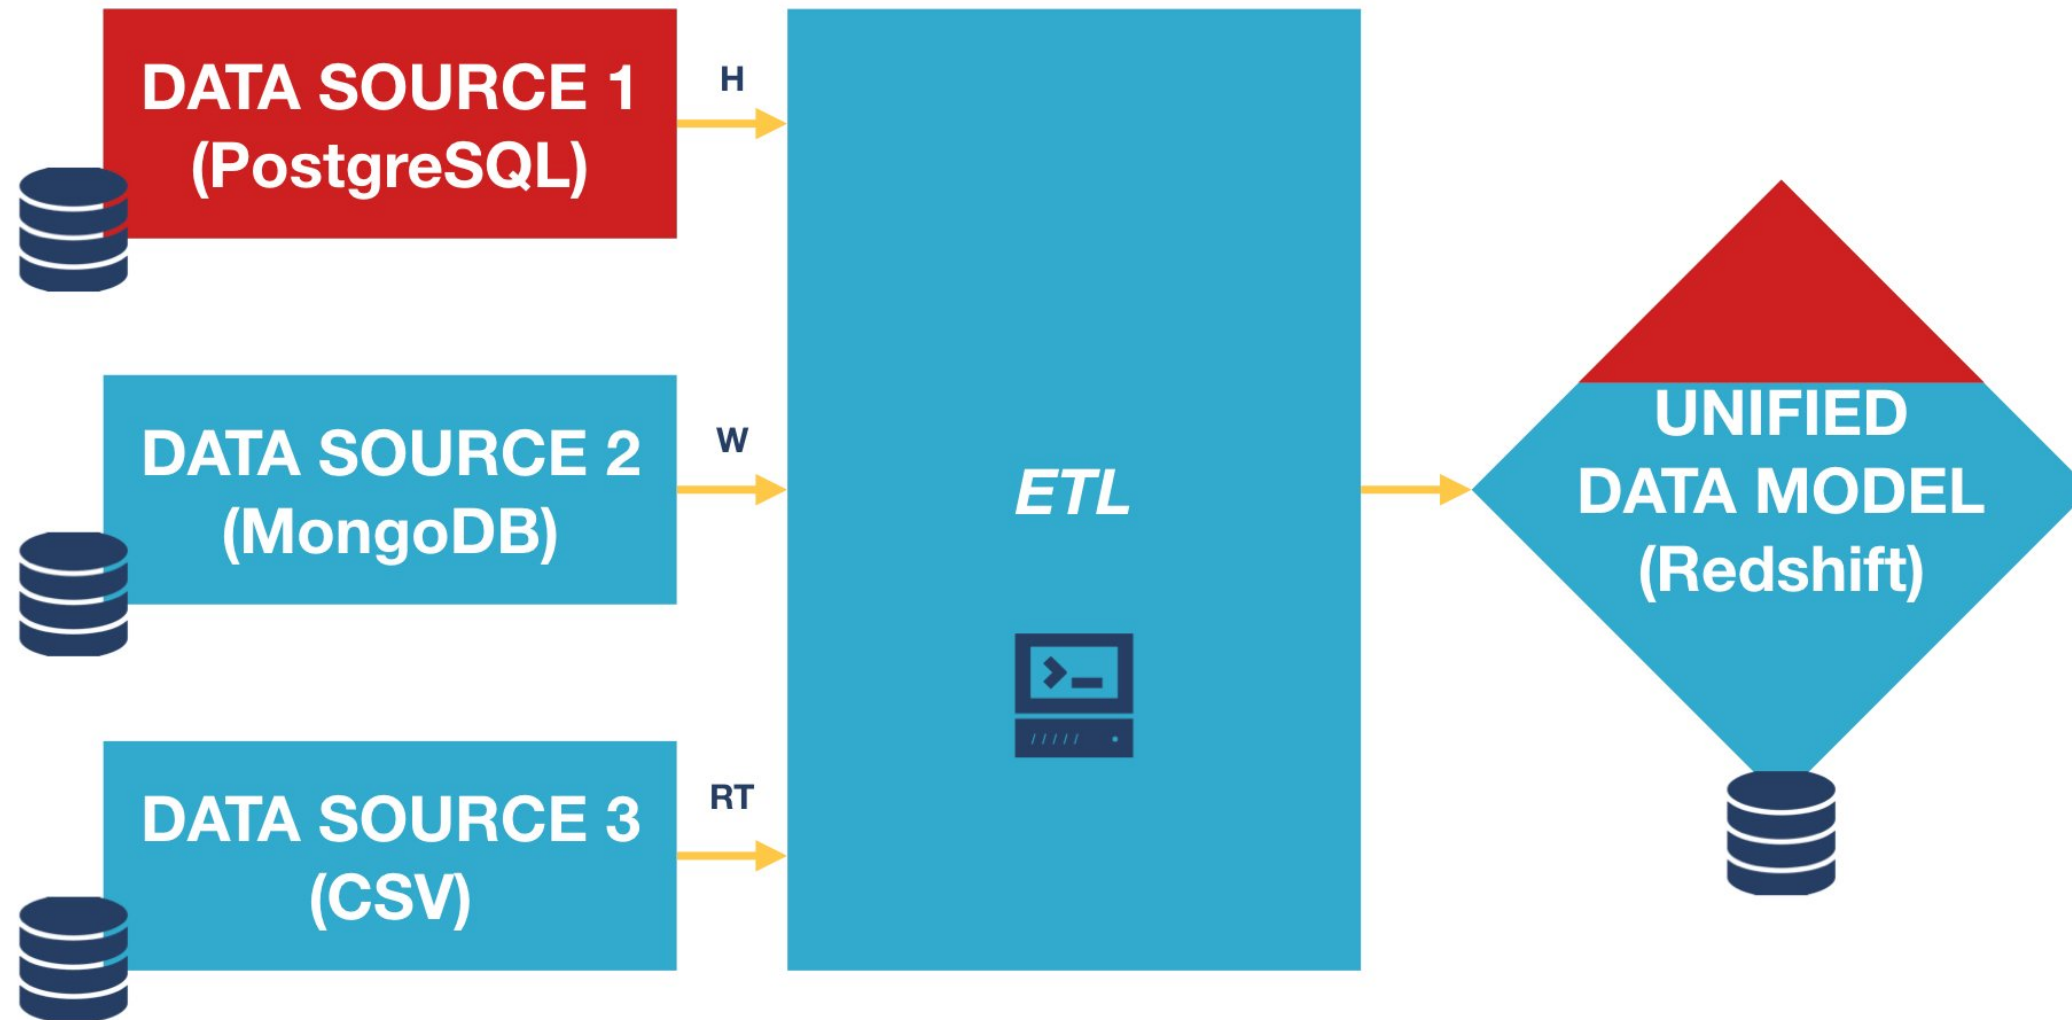 DATA SOURCE 1
(PostgreSQL)
H
DATA SOURCE 2
(MongoDB)
W
DATA SOURCE 3
(CSV)
RT
ETL
UNIFIED
DATA MODEL
(Redshift)